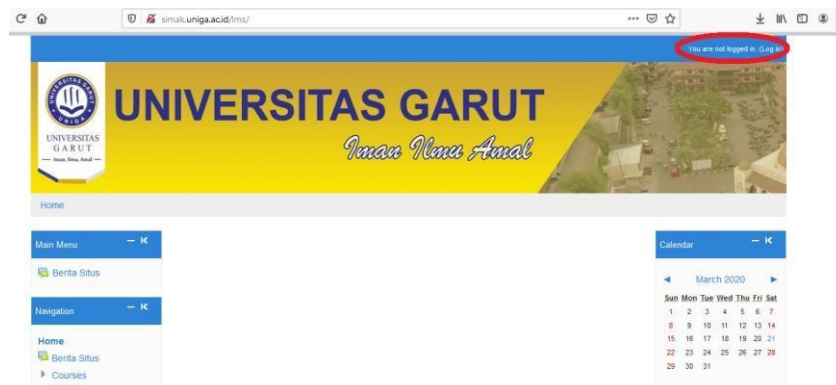 simak.uniga.ac.id/lms/
You are not logged in. (Log in)
UNIVERSITAS
GARUT
Iman, Ilmu, Amal
UNIVERSITAS GARUT
Iman Ilmu Amal
Home
Main Menu
Berita Situs
Navigation
Home
Berita Situs
Courses
Calendar
March 2020
Sun Mon Tue Wed Thu Fri Sat
1 2 3 4 5 6 7
8 9 10 11 12 13 14
15 16 17 18 19 20 21
22 23 24 25 26 27 28
29 30 31